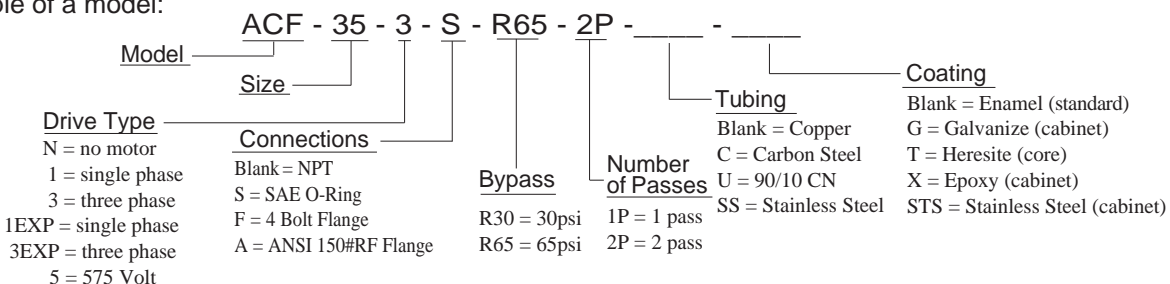 le of a model:
ACF - 35 - 3 - S - R65 - 2P -____ - ____
Model
Size
Drive Type
N = no motor
1 = single phase
3 = three phase
1EXP = single phase
3EXP = three phase
5 = 575 Volt
Connections
Blank = NPT
S = SAE O-Ring
F = 4 Bolt Flange
A = ANSI 150#RF Flange
Bypass
R30 = 30psi
R65 = 65psi
Number
of Passes
1P = 1 pass
2P = 2 pass
Tubing
Blank = Copper
C = Carbon Steel
U = 90/10 CN
SS = Stainless Steel
Coating
Blank = Enamel (standard)
G = Galvanize (cabinet)
T = Heresite (core)
X = Epoxy (cabinet)
STS = Stainless Steel (cabinet)